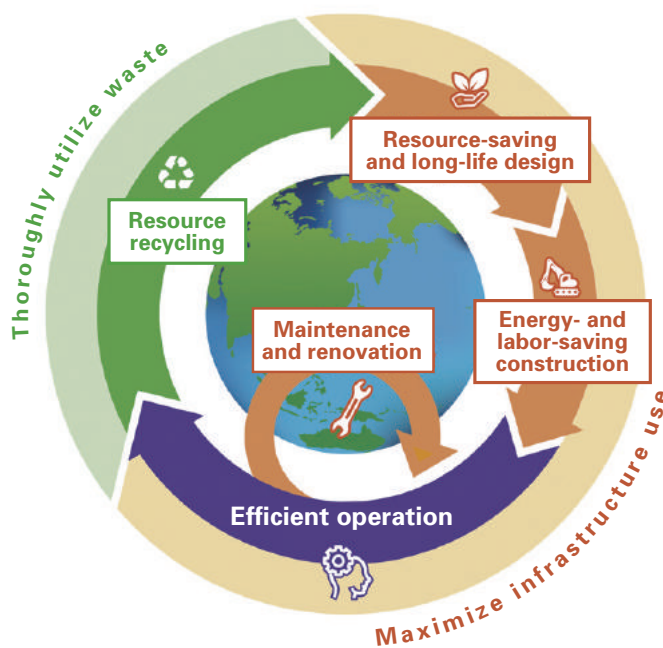 Thoroughly utilize waste
Resource-saving
and long-life design
Resource
recycling
Maintenance
and renovation
Energy- and
labor-saving
construction
Efficient operation
Maximize infrastructure use